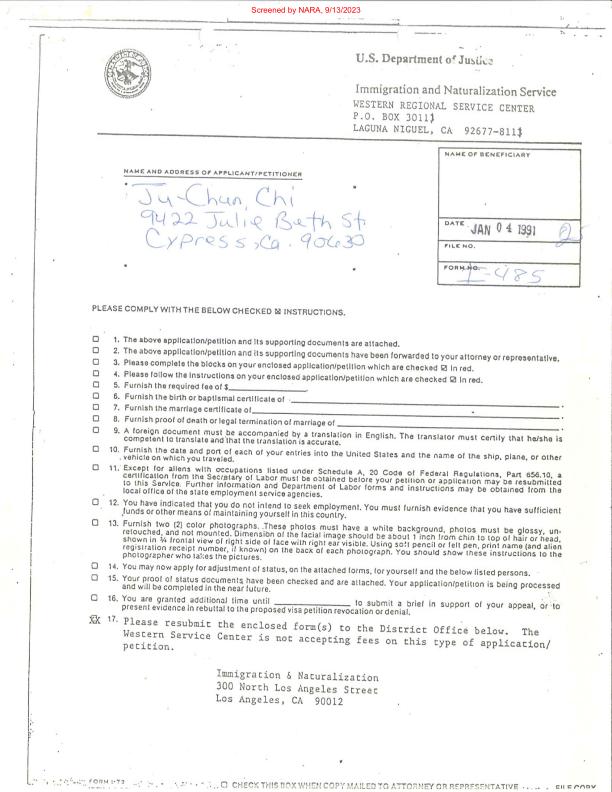 Screened by NARA, 9/13/2023
U.S. Department of Justice
Immigration and Naturalization Service
WESTERN REGIONAL SERVICE CENTER
P.O. BOX 30111
LAGUNA NIGUEL, CA 92677-8111
NAME OF BENEFICIARY
NAME AND ADDRESS OF APPLICANT/PETITIONER
Ju-Chun, Chi
9422 Julie Beth St.
Cypress, Ca. 90630
DATE JAN 04 1991
FILE NO.
FORM NO. I-485
PLEASE COMPLY WITH THE BELOW CHECKED ☒ INSTRUCTIONS.
☐ 1. The above application/petition and its supporting documents are attached.
☐ 2. The above application/petition and its supporting documents have been forwarded to your attorney or representative.
☐ 3. Please complete the blocks on your enclosed application/petition which are checked ☑ in red.
☐ 4. Please follow the instructions on your enclosed application/petition which are checked ☑ in red.
☐ 5. Furnish the required fee of $
☐ 6. Furnish the birth or baptismal certificate of .
☐ 7. Furnish the marriage certificate of .
☐ 8. Furnish proof of death or legal termination of marriage of .
☐ 9. A foreign document must be accompanied by a translation in English. The translator must certify that he/she is
competent to translate and that the translation is accurate.
☐ 10. Furnish the date and port of each of your entries into the United States and the name of the ship, plane, or other
vehicle on which you traveled.
☐ 11. Except for aliens with occupations listed under Schedule A, 20 Code of Federal Regulations, Part 656.10, a
certification from the Secretary of Labor must be obtained before your petition or application may be resubmitted
to this Service. Further information and Department of Labor forms and instructions may be obtained from the
local office of the state employment service agencies.
☐ 12. You have indicated that you do not intend to seek employment. You must furnish evidence that you have sufficient
funds or other means of maintaining yourself in this country.
☐ 13. Furnish two (2) color photographs. These photos must have a white background, photos must be glossy, un-
retouched, and not mounted. Dimension of the facial image should be about 1 inch from chin to top of hair or head,
shown in ¾ frontal view of right side of face with right ear visible. Using soft pencil or felt pen, print name (and alien
registration receipt number, if known) on the back of each photograph. You should show these instructions to the
photographer who takes the pictures.
☐ 14. You may now apply for adjustment of status, on the attached forms, for yourself and the below listed persons.
☐ 15. Your proof of status documents have been checked and are attached. Your application/petition is being processed
and will be completed in the near future.
☐ 16. You are granted additional time until to submit a brief in support of your appeal, or to
present evidence in rebuttal to the proposed visa petition revocation or denial.
XX 17. Please resubmit the enclosed form(s) to the District Office below. The
Western Service Center is not accepting fees on this type of application/
petition.
Immigration & Naturalization
300 North Los Angeles Street
Los Angeles, CA 90012
FORM I-72
☐ CHECK THIS BOX WHEN COPY MAILED TO ATTORNEY OR REPRESENTATIVE
FILE COPY